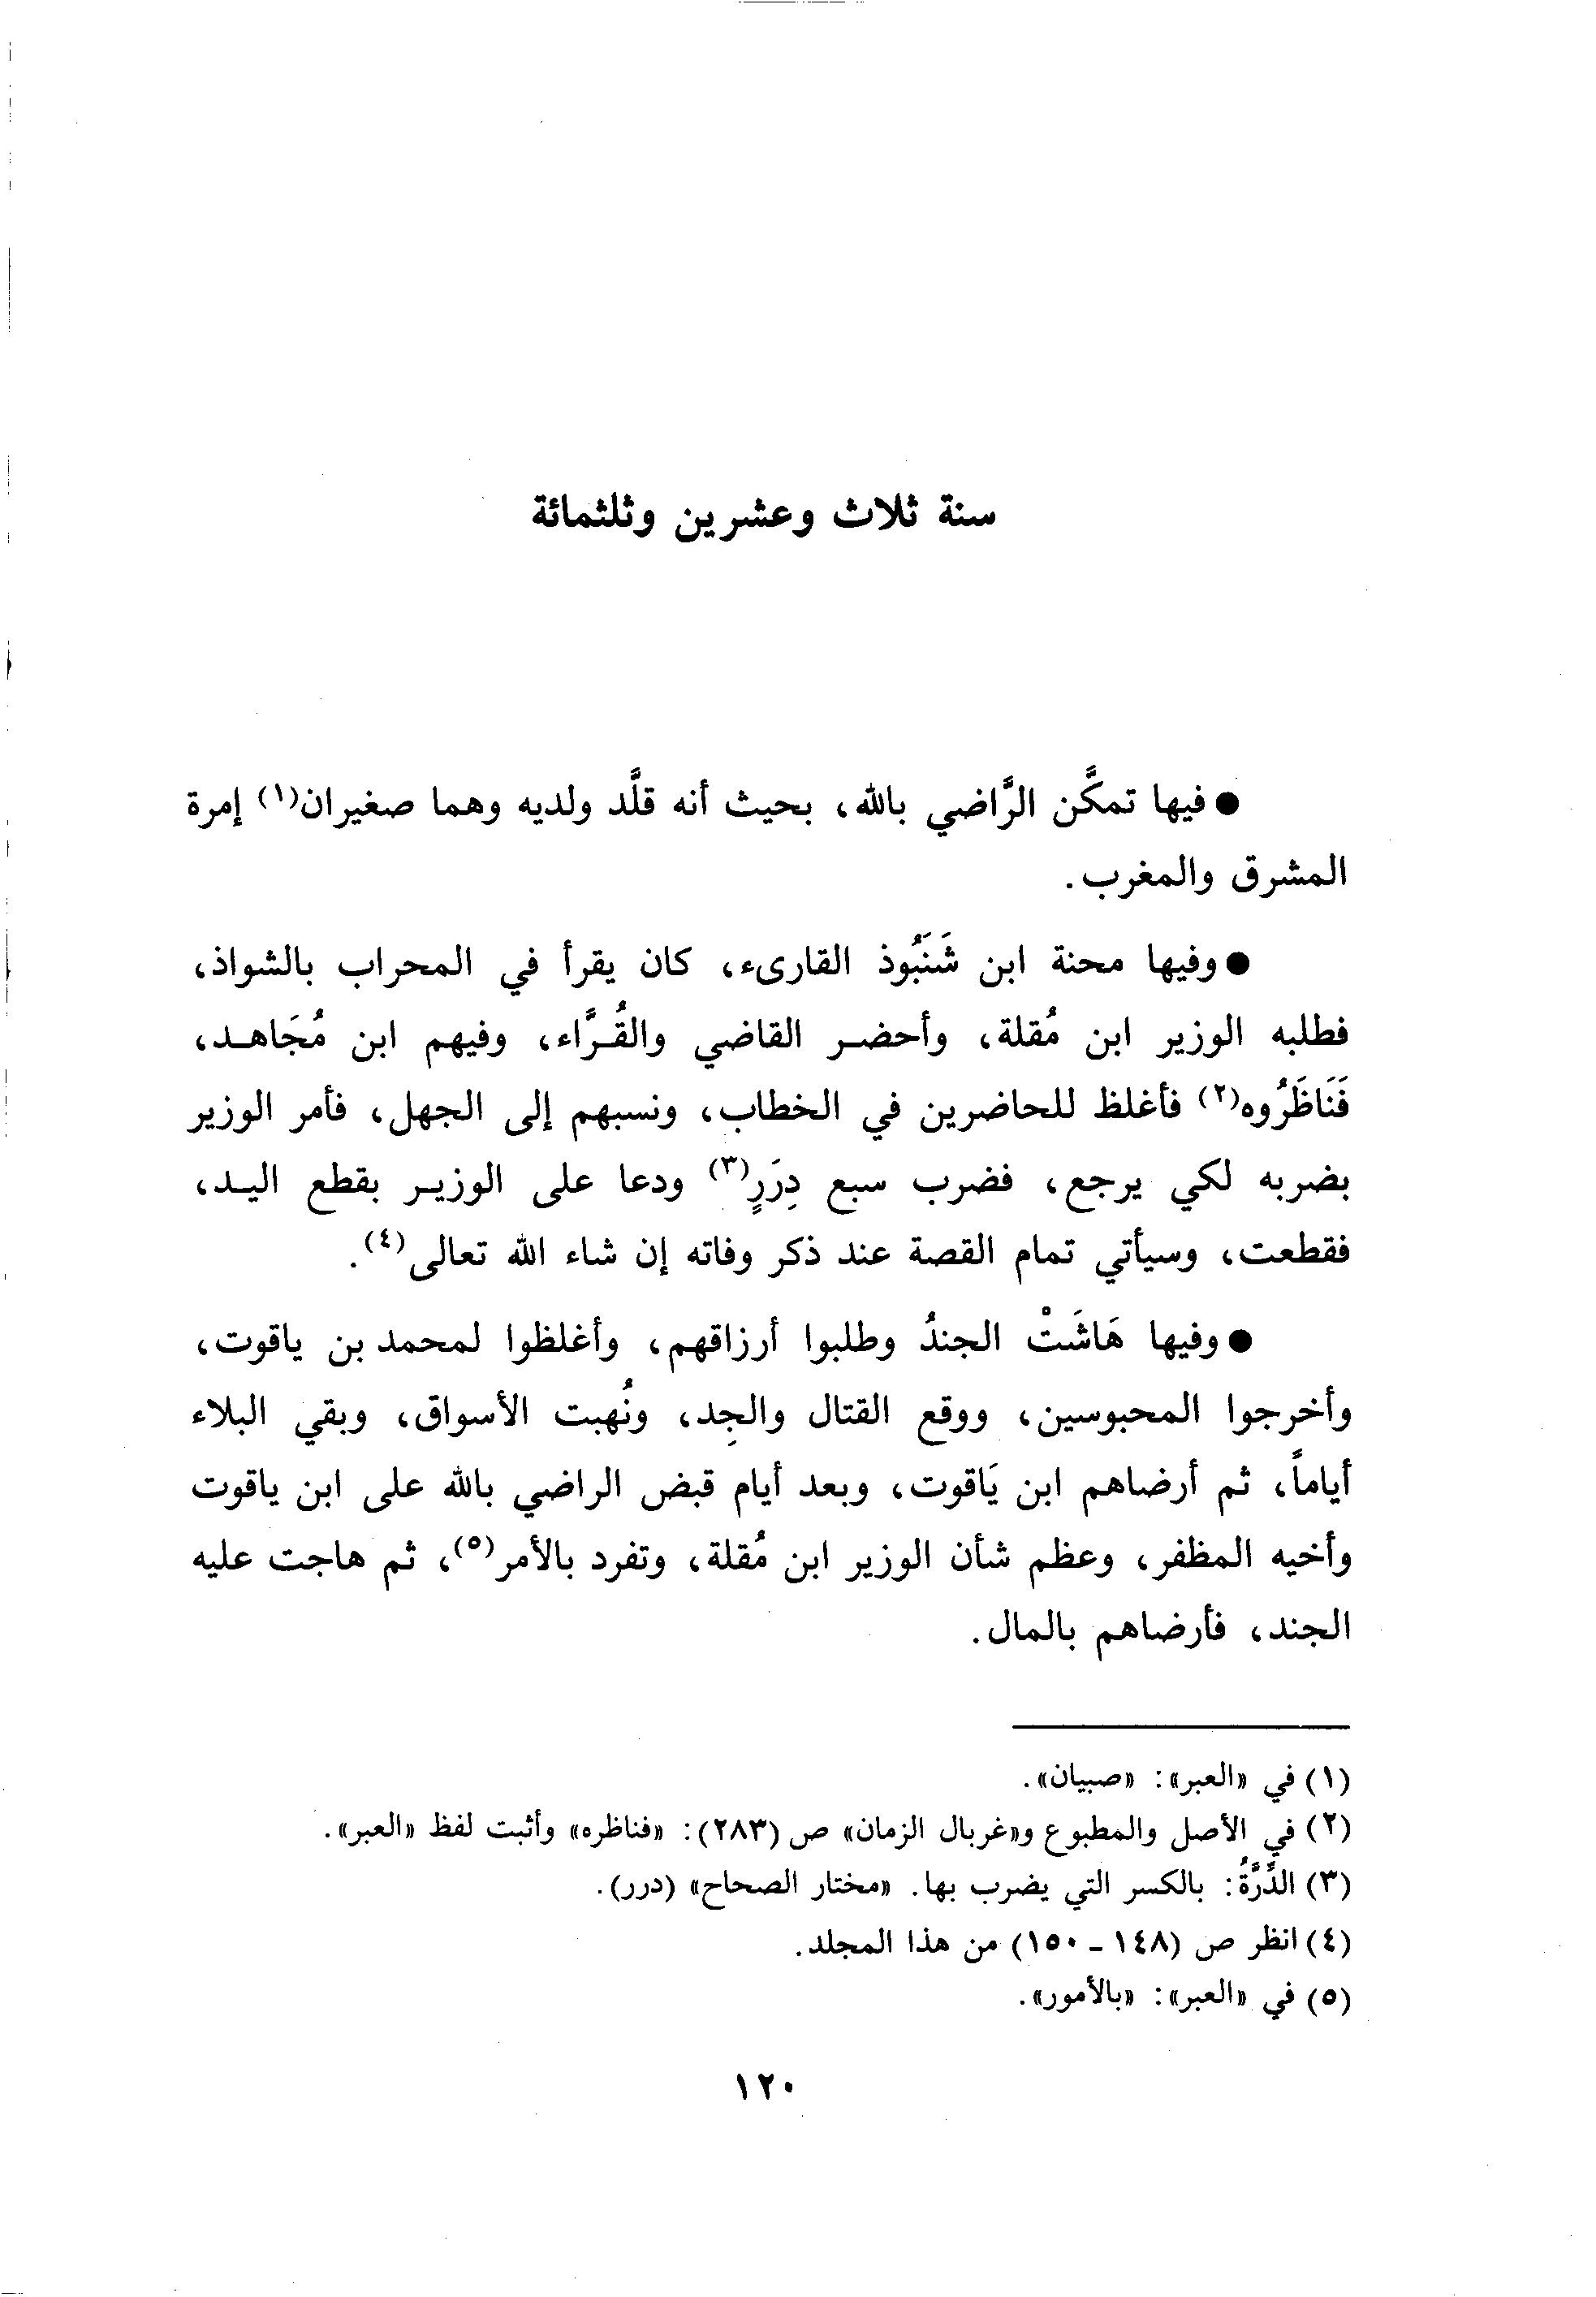 سنة ثلاث وعشرين وثلثمائة
● فيها تمكَّن الرَّاضي بالله، بحيث أنه قلَّد ولديه وهما صغيران(١) إمرة
المشرق والمغرب.
● وفيها محنة ابن شَنَبُوذ القارىء، كان يقرأ في المحراب بالشواذ،
فطلبه الوزير ابن مُقلة، وأحضر القاضي والقُرَّاء، وفيهم ابن مُجَاهد،
فَنَاظَرُوه(٢) فأغلظ للحاضرين في الخطاب، ونسبهم إلى الجهل، فأمر الوزير
بضربه لكي يرجع، فضرب سبع دِرَرٍ(٣) ودعا على الوزير بقطع اليد،
فقطعت، وسيأتي تمام القصة عند ذكر وفاته إن شاء الله تعالى(٤).
● وفيها هَاشَتْ الجندُ وطلبوا أرزاقهم، وأغلظوا لمحمد بن ياقوت،
وأخرجوا المحبوسين، ووقع القتال والجِد، ونُهبت الأسواق، وبقي البلاء
أياماً، ثم أرضاهم ابن يَاقوت، وبعد أيام قبض الراضي بالله على ابن ياقوت
وأخيه المظفر، وعظم شأن الوزير ابن مُقلة، وتفرد بالأمر(٥)، ثم هاجت عليه
الجند، فأرضاهم بالمال.
(١) في «العبر»: «صبيان».
(٢) في الأصل والمطبوع و«غربال الزمان» ص (٢٨٣): «فناظره» وأثبت لفظ «العبر».
(٣) الدَّرَّةُ: بالكسر التي يضرب بها. «مختار الصحاح» (درر).
(٤) انظر ص (١٤٨ - ١٥٠) من هذا المجلد.
(٥) في «العبر»: «بالأمور».
١٢٠